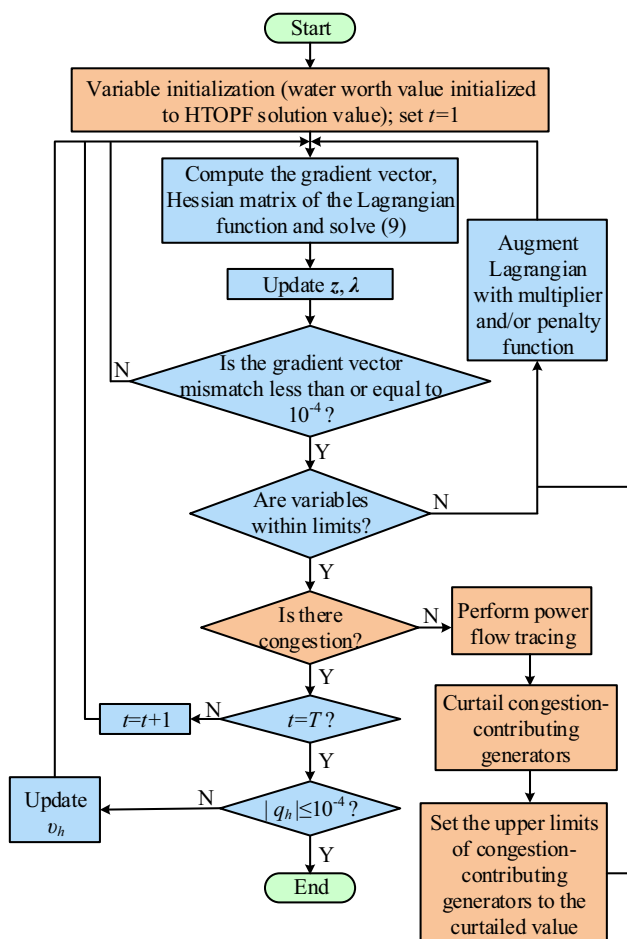 Start
Variable initialization (water worth value initialized
to HTOPF solution value); set t=1
Compute the gradient vector,
Hessian matrix of the Lagrangian
function and solve (9)
Augment
Lagrangian
with multiplier
and/or penalty
function
Update z, λ
Is the gradient vector
mismatch less than or equal to
10⁻⁴ ?
N
Y
Are variables
within limits?
N
Y
Is there
congestion?
N
Y
Perform power
flow tracing
Curtail congestion-
contributing
generators
Set the upper limits
of congestion-
contributing
generators to the
curtailed value
t=T ?
N
t=t+1
Y
| qₕ|≤10⁻⁴ ?
N
Update
υₕ
Y
End